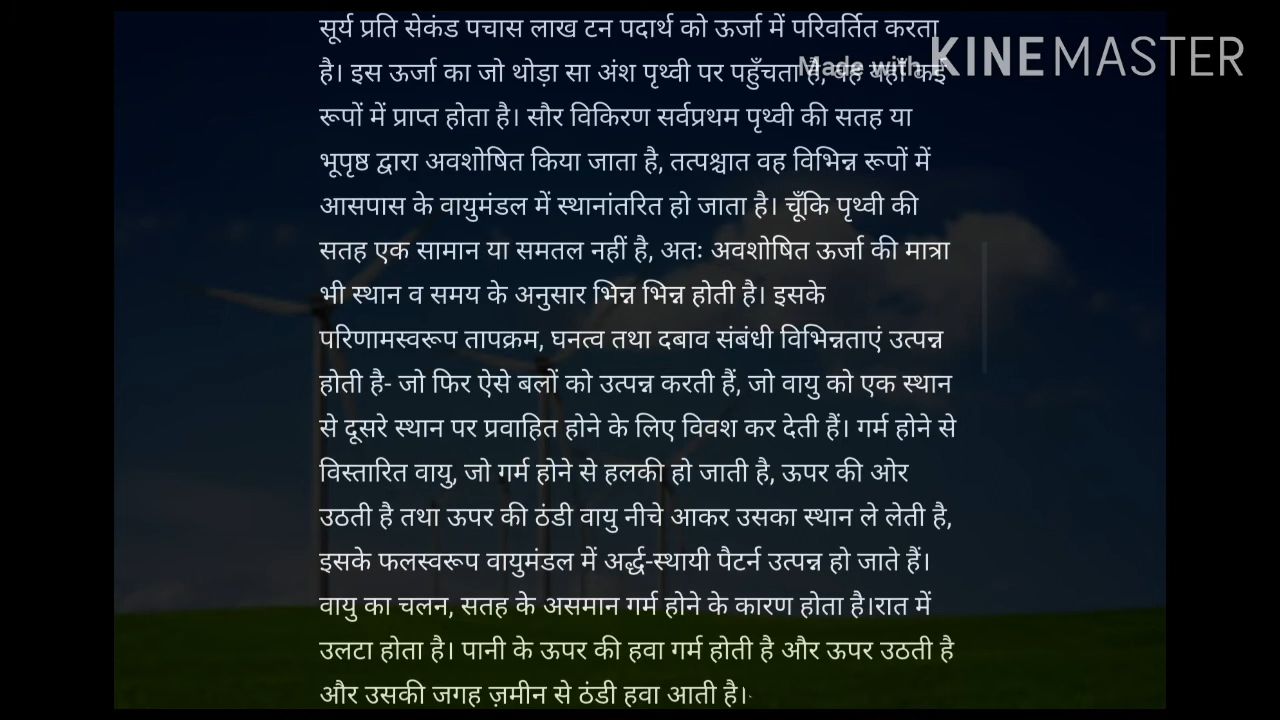 सूर्य प्रति सेकंड पचास लाख टन पदार्थ को ऊर्जा में परिवर्तित करता
Made with KINEMASTER
है। इस ऊर्जा का जो थोड़ा सा अंश पृथ्वी पर पहुँचता है, वह यहाँ कई
रूपों में प्राप्त होता है। सौर विकिरण सर्वप्रथम पृथ्वी की सतह या
भूपृष्ठ द्वारा अवशोषित किया जाता है, तत्पश्चात वह विभिन्न रूपों में
आसपास के वायुमंडल में स्थानांतरित हो जाता है। चूँकि पृथ्वी की
सतह एक सामान या समतल नहीं है, अतः अवशोषित ऊर्जा की मात्रा
भी स्थान व समय के अनुसार भिन्न भिन्न होती है। इसके
परिणामस्वरूप तापक्रम, घनत्व तथा दबाव संबंधी विभिन्नताएं उत्पन्न
होती है- जो फिर ऐसे बलों को उत्पन्न करती हैं, जो वायु को एक स्थान
से दूसरे स्थान पर प्रवाहित होने के लिए विवश कर देती हैं। गर्म होने से
विस्तारित वायु, जो गर्म होने से हलकी हो जाती है, ऊपर की ओर
उठती है तथा ऊपर की ठंडी वायु नीचे आकर उसका स्थान ले लेती है,
इसके फलस्वरूप वायुमंडल में अर्द्ध-स्थायी पैटर्न उत्पन्न हो जाते हैं।
वायु का चलन, सतह के असमान गर्म होने के कारण होता है।रात में
उलटा होता है। पानी के ऊपर की हवा गर्म होती है और ऊपर उठती है
और उसकी जगह ज़मीन से ठंडी हवा आती है।